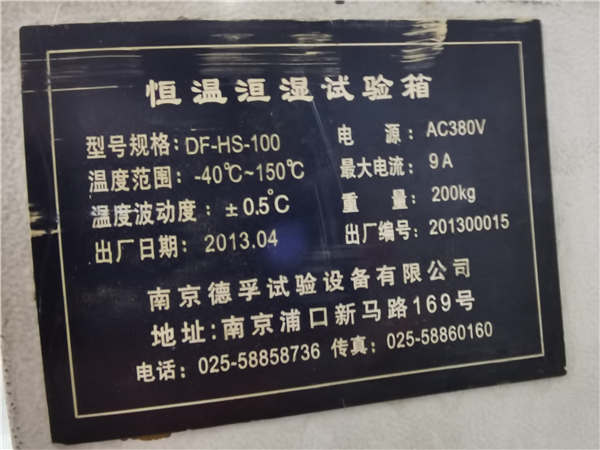 恒温洹湿试验箱
型号规格: DF-HS-100
电 源: AC380V
温度范围: -40℃~150℃
最大电流: 9A
温度波动度: ±0.5℃
重 量: 200kg
出厂日期: 2013.04
出厂编号: 201300015
南京德孚试验设备有限公司
地址:南京浦口新马路169号
电话: 025-58858736 传真: 025-58860160